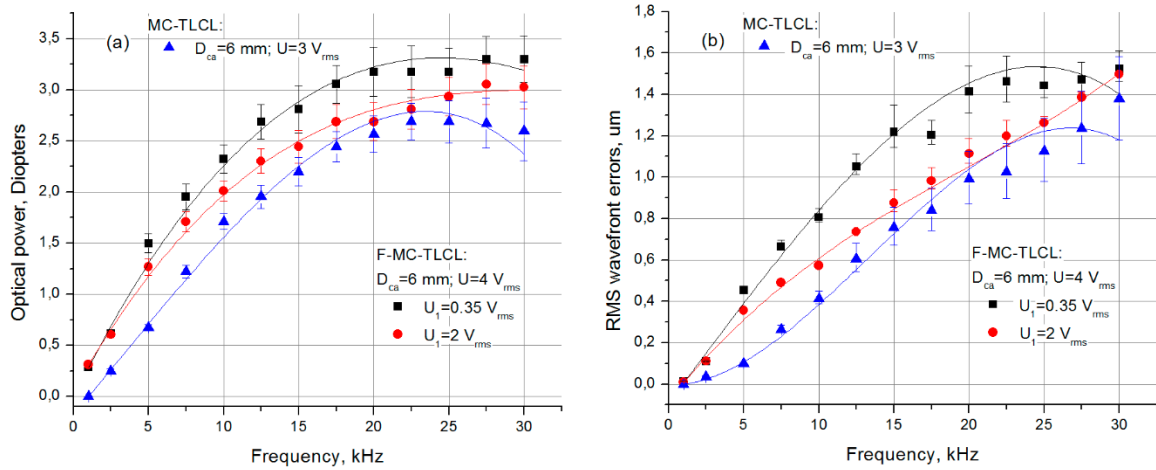 (a)
MC-TLCL:
D_ca=6 mm; U=3 V_rms
3,5
3,0
2,5
2,0
1,5
1,0
0,5
0,0
Optical power, Diopters
F-MC-TLCL:
D_ca=6 mm; U=4 V_rms
U_1=0.35 V_rms
U_1=2 V_rms
0 5 10 15 20 25 30
Frequency, kHz
(b)
MC-TLCL:
D_ca=6 mm; U=3 V_rms
1,8
1,6
1,4
1,2
1,0
0,8
0,6
0,4
0,2
0,0
RMS wavefront errors, um
F-MC-TLCL:
D_ca=6 mm; U=4 V_rms
U_1=0.35 V_rms
U_1=2 V_rms
0 5 10 15 20 25 30
Frequency, kHz